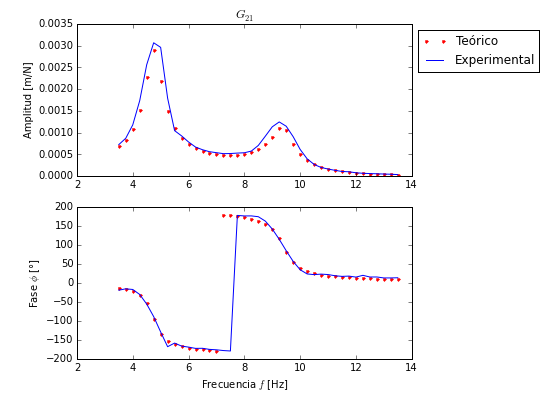 G21
Teórico
Experimental
Amplitud [m/N]
0.0035
0.0030
0.0025
0.0020
0.0015
0.0010
0.0005
0.0000
2 4 6 8 10 12 14
Fase ϕ [°]
200
150
100
50
0
−50
−100
−150
−200
2 4 6 8 10 12 14
Frecuencia f [Hz]